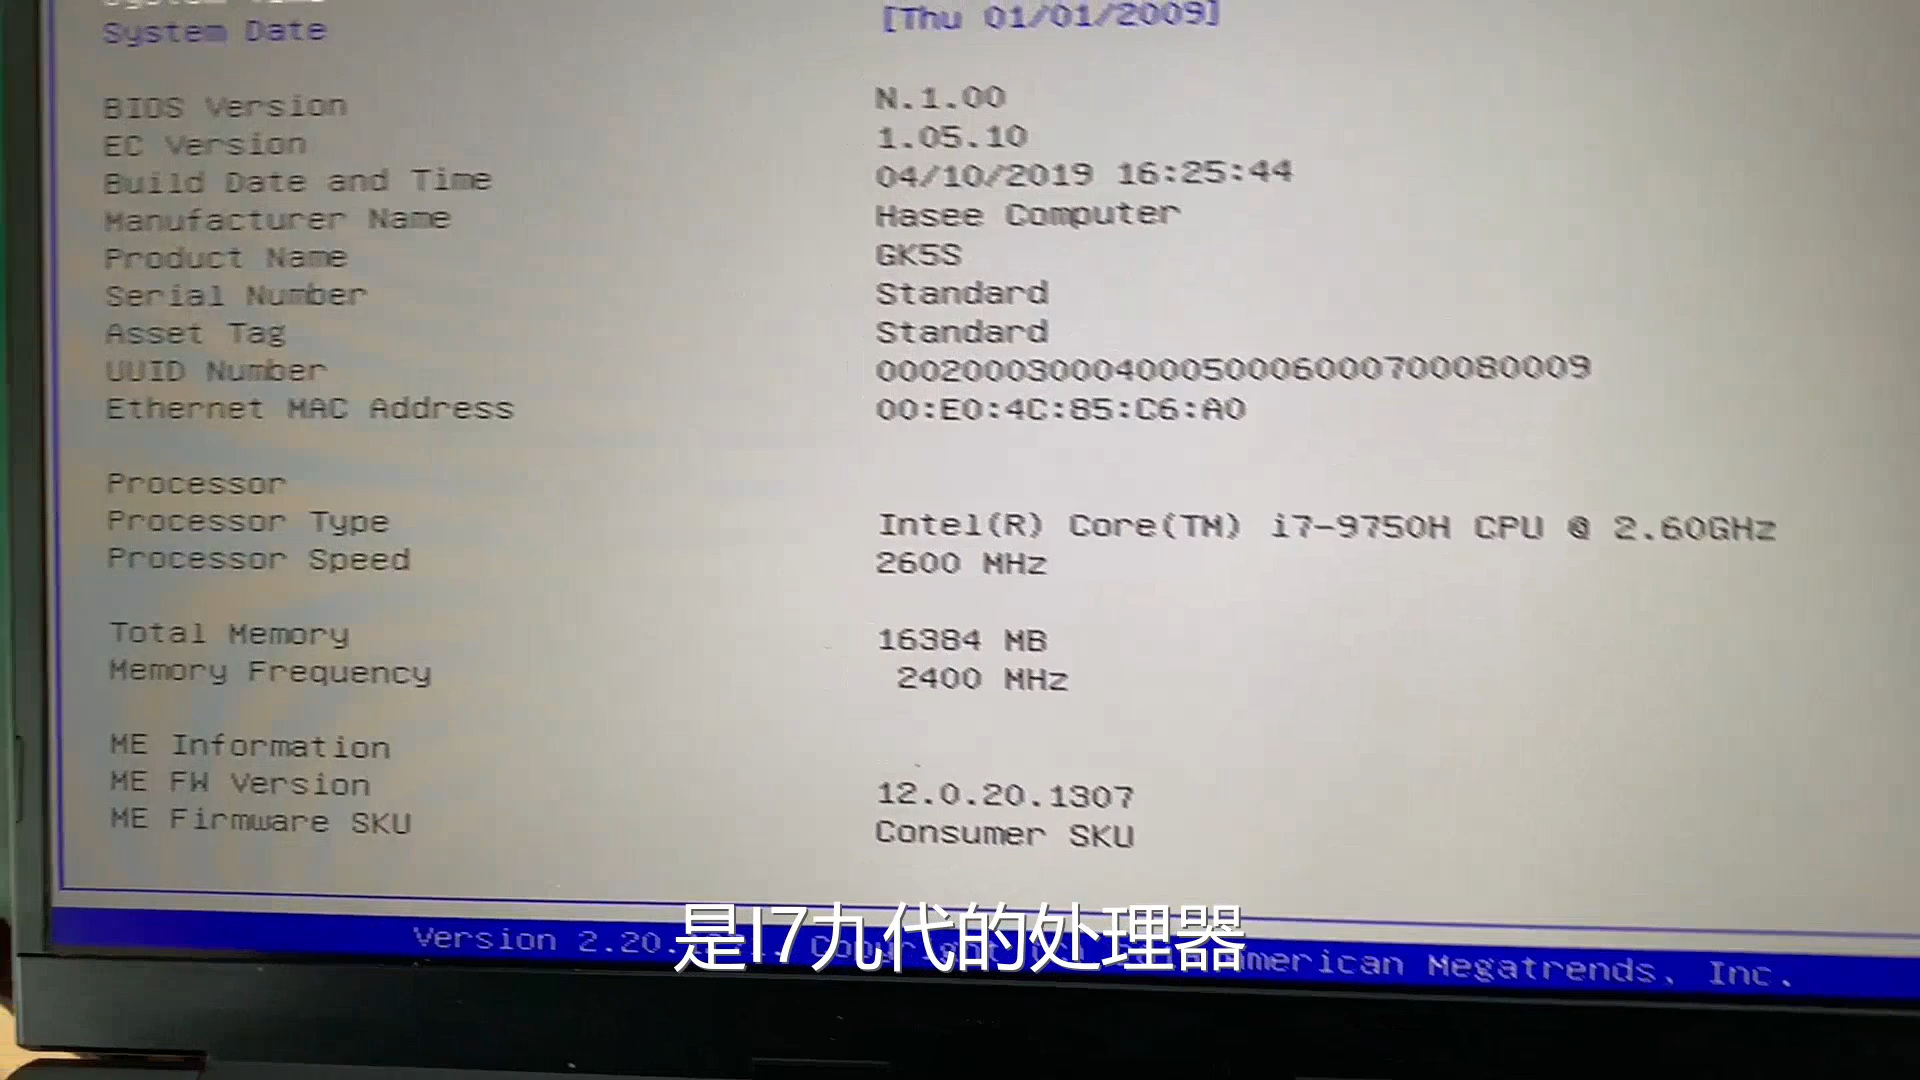 System Time
System Date [Thu 01/01/2009]
BIOS Version N.1.00
EC Version 1.05.10
Build Date and Time 04/10/2019 16:25:44
Manufacturer Name Hasee Computer
Product Name GK5S
Serial Number Standard
Asset Tag Standard
UUID Number 00020003000400050006000700080009
Ethernet MAC Address 00:E0:4C:85:C6:A0
Processor
Processor Type Intel(R) Core(TM) i7-9750H CPU @ 2.60GHz
Processor Speed 2600 MHz
Total Memory 16384 MB
Memory Frequency 2400 MHz
ME Information
ME FW Version 12.0.20.1307
ME Firmware SKU Consumer SKU
Version 2.20. American Megatrends, Inc.
是I7九代的处理器